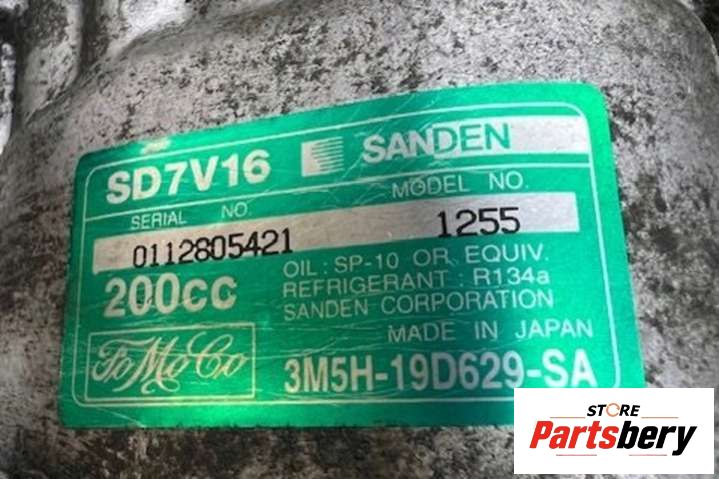 SD7V16 SANDEN
SERIAL NO. MODEL NO.
0112805421 1255
200cc OIL : SP-10 OR EQUIV.
REFRIGERANT : R134a
SANDEN CORPORATION
MADE IN JAPAN
FoMoCo 3M5H-19D629-SA
STORE
Partsbery